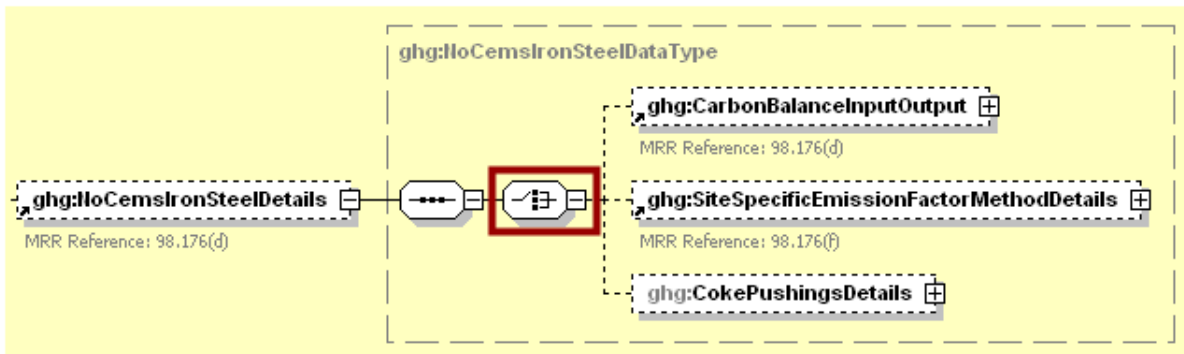 ghg:NoCemsIronSteelDataType
ghg:CarbonBalanceInputOutput
MRR Reference: 98.176(d)
ghg:NoCemsIronSteelDetails
MRR Reference: 98.176(d)
ghg:SiteSpecificEmissionFactorMethodDetails
MRR Reference: 98.176(f)
ghg:CokePushingsDetails